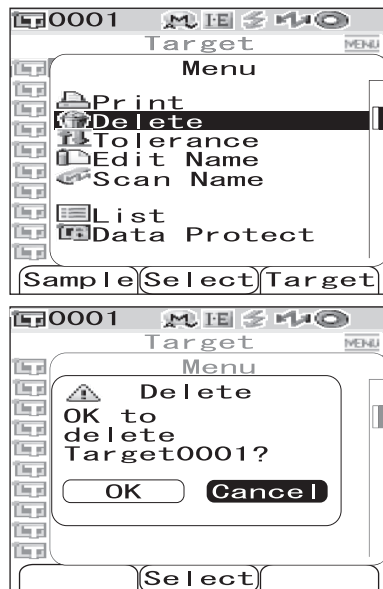 0001 M I·E
Target MENU
Menu
Print
Delete
Tolerance
Edit Name
Scan Name
List
Data Protect
Sample Select Target
0001 M I·E
Target MENU
Menu
Delete
OK to
delete
Target0001?
OK Cancel
Select